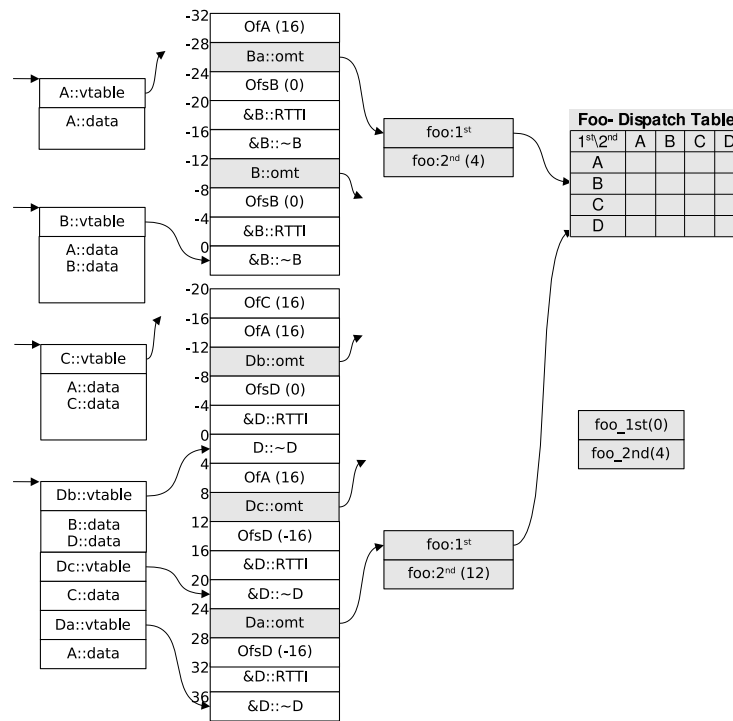 A::vtable
A::data
B::vtable
A::data
B::data
C::vtable
A::data
C::data
Db::vtable
B::data
D::data
Dc::vtable
C::data
Da::vtable
A::data
-32
OfA (16)
-28
Ba::omt
-24
OfsB (0)
-20
&B::RTTI
-16
&B::~B
-12
B::omt
-8
OfsB (0)
-4
&B::RTTI
0
&B::~B
-20
OfC (16)
-16
OfA (16)
-12
Db::omt
-8
OfsD (0)
-4
&D::RTTI
0
D::~D
4
OfA (16)
8
Dc::omt
12
OfsD (-16)
16
&D::RTTI
20
&D::~D
24
Da::omt
28
OfsD (-16)
32
&D::RTTI
36
&D::~D
foo:1st
foo:2nd (4)
foo:1st
foo:2nd (12)
Foo- Dispatch Table
1st\2nd A B C D
A
B
C
D
foo_1st(0)
foo_2nd(4)